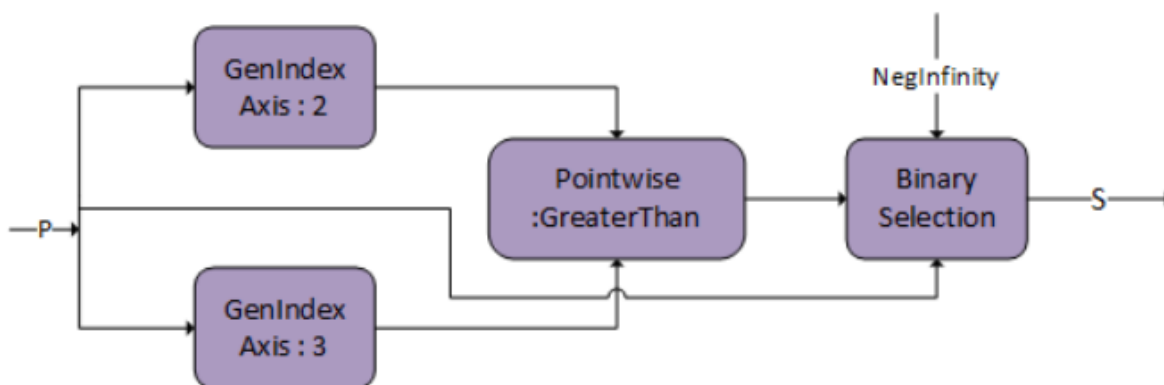 GenIndex
Axis : 2
NegInfinity
Pointwise
:GreaterThan
Binary
Selection
S
P
GenIndex
Axis : 3